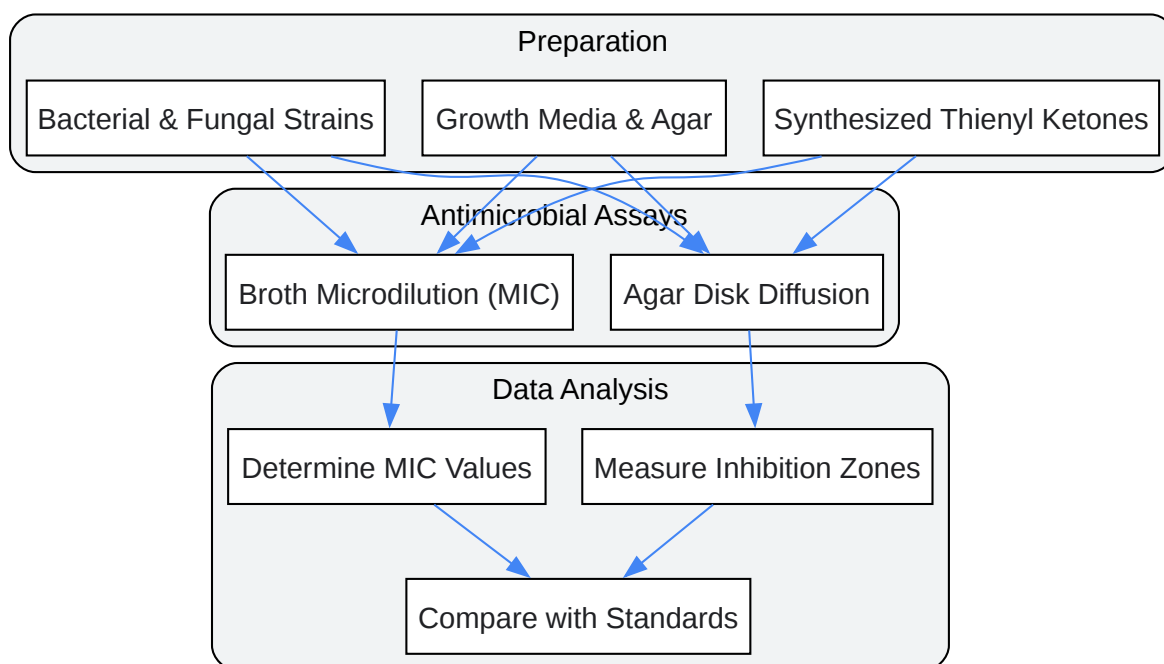 Preparation
Bacterial & Fungal Strains
Growth Media & Agar
Synthesized Thienyl Ketones
Antimicrobial Assays
Broth Microdilution (MIC)
Agar Disk Diffusion
Data Analysis
Determine MIC Values
Measure Inhibition Zones
Compare with Standards